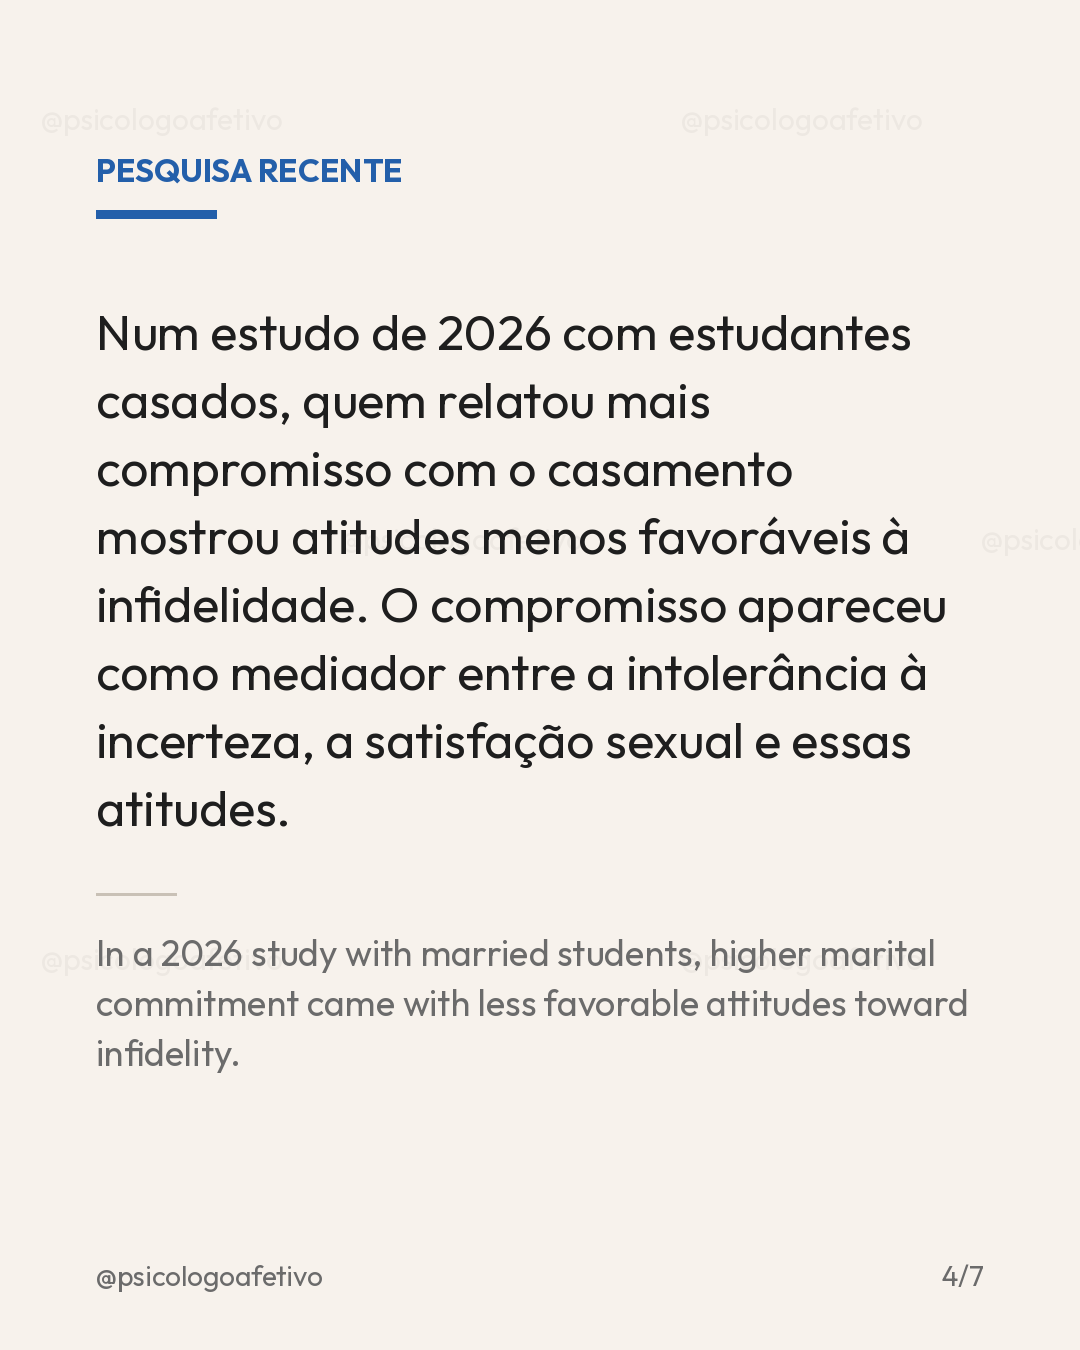 @psicologoafetivo @psicologoafetivo
PESQUISA RECENTE
Num estudo de 2026 com estudantes
casados, quem relatou mais
compromisso com o casamento
mostrou atitudes menos favoráveis à
infidelidade. O compromisso apareceu
como mediador entre a intolerância à
incerteza, a satisfação sexual e essas
atitudes.
In a 2026 study with married students, higher marital
commitment came with less favorable attitudes toward
infidelity.
@psicologoafetivo
4/7